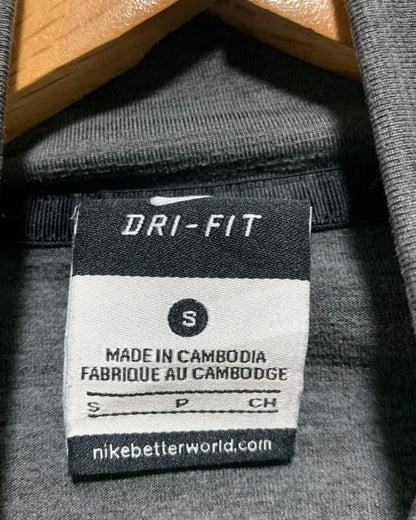 DRI-FIT
S
MADE IN CAMBODIA
FABRIQUE AU CAMBODGE
S P CH
nikebetterworld.com